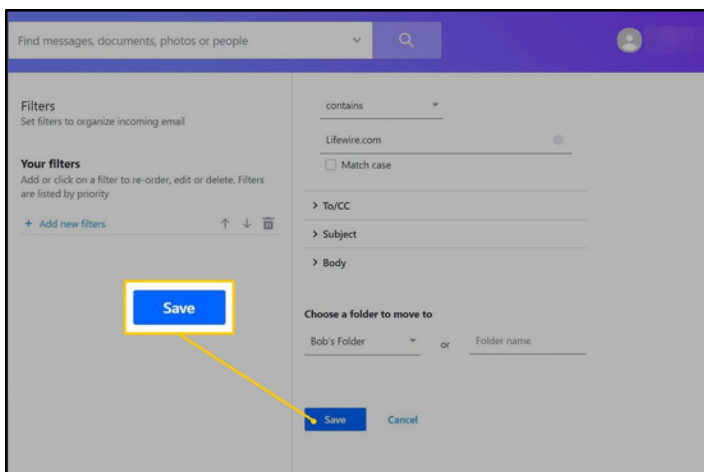 Find messages, documents, photos or people
Filters
Set filters to organize incoming email
Your filters
Add or click on a filter to re-order, edit or delete. Filters
are listed by priority
+ Add new filters
Save
contains
Lifewire.com
Match case
> To/CC
> Subject
> Body
Choose a folder to move to
Bob's Folder
or
Folder name
Save
Cancel